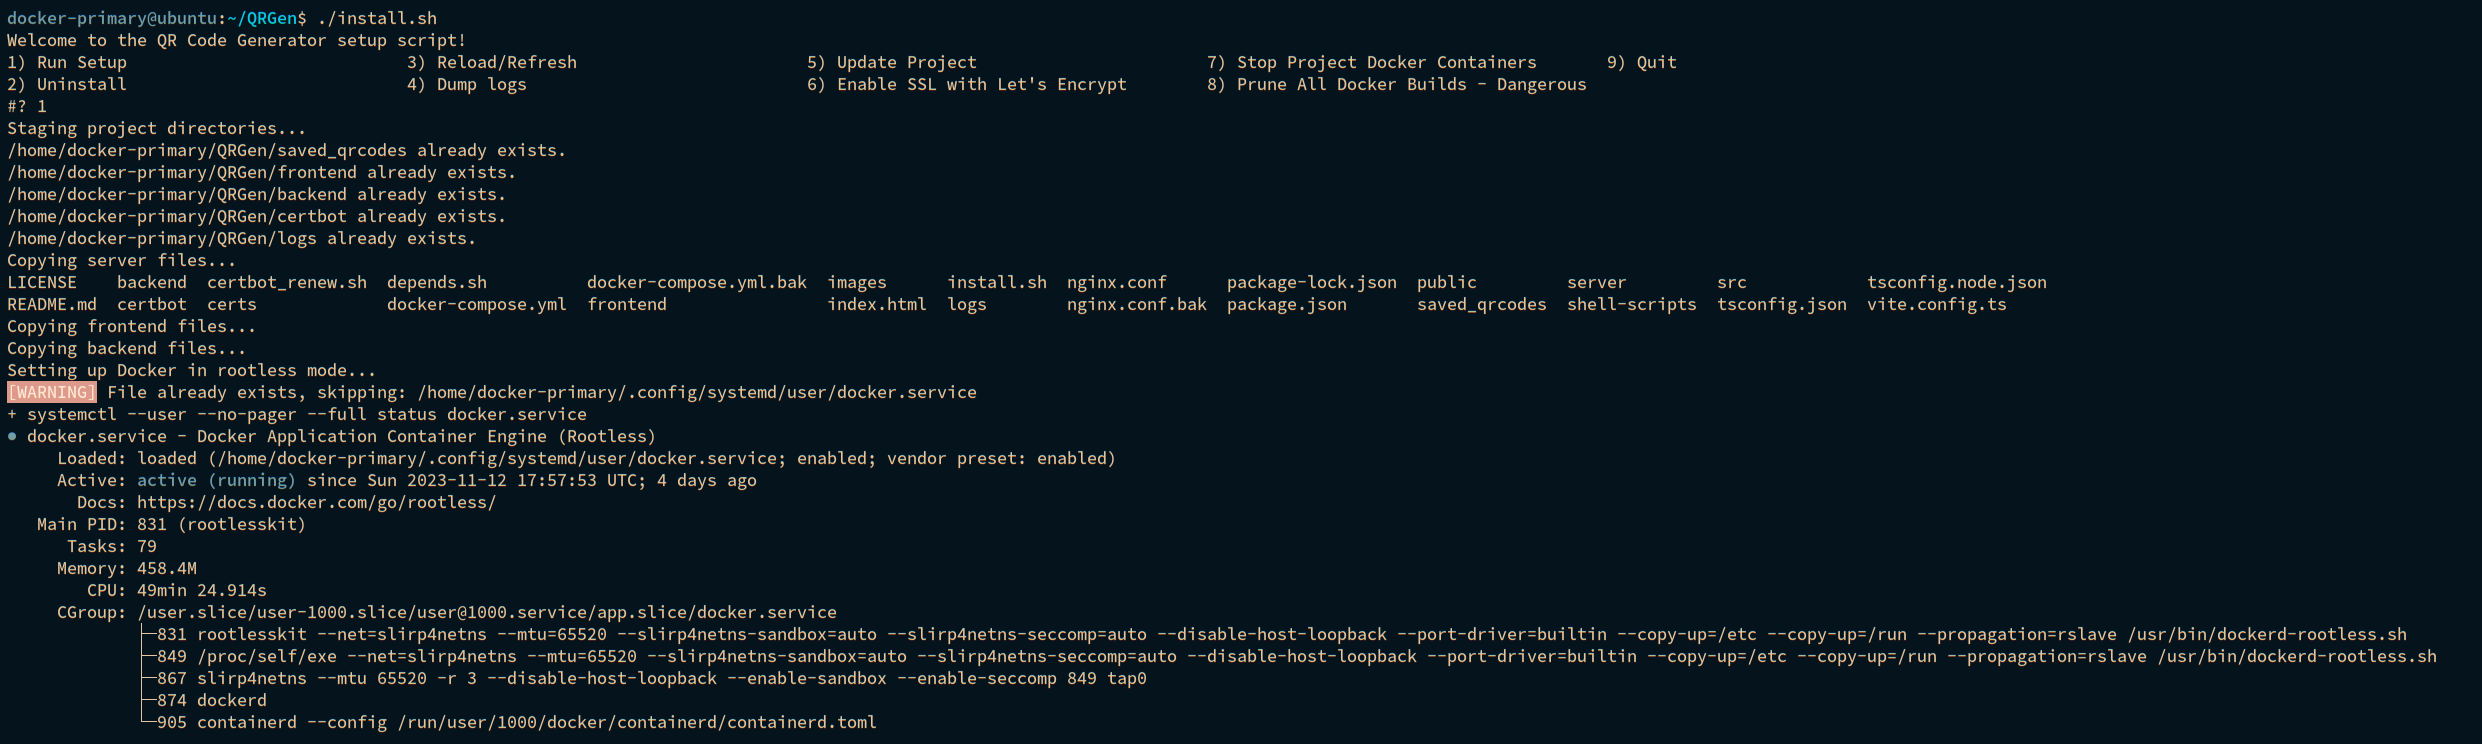 docker-primary@ubuntu:~/QRGen$ ./install.sh
Welcome to the QR Code Generator setup script!
1) Run Setup                            3) Reload/Refresh                       5) Update Project                       7) Stop Project Docker Containers       9) Quit
2) Uninstall                            4) Dump logs                            6) Enable SSL with Let's Encrypt        8) Prune All Docker Builds - Dangerous
#? 1
Staging project directories...
/home/docker-primary/QRGen/saved_qrcodes already exists.
/home/docker-primary/QRGen/frontend already exists.
/home/docker-primary/QRGen/backend already exists.
/home/docker-primary/QRGen/certbot already exists.
/home/docker-primary/QRGen/logs already exists.
Copying server files...
LICENSE    backend  certbot_renew.sh  depends.sh          docker-compose.yml.bak  images      install.sh  nginx.conf      package-lock.json  public         server         src            tsconfig.node.json
README.md  certbot  certs             docker-compose.yml  frontend                index.html  logs        nginx.conf.bak  package.json       saved_qrcodes  shell-scripts  tsconfig.json  vite.config.ts
Copying frontend files...
Copying backend files...
Setting up Docker in rootless mode...
[WARNING] File already exists, skipping: /home/docker-primary/.config/systemd/user/docker.service
+ systemctl --user --no-pager --full status docker.service
● docker.service - Docker Application Container Engine (Rootless)
     Loaded: loaded (/home/docker-primary/.config/systemd/user/docker.service; enabled; vendor preset: enabled)
     Active: active (running) since Sun 2023-11-12 17:57:53 UTC; 4 days ago
       Docs: https://docs.docker.com/go/rootless/
   Main PID: 831 (rootlesskit)
      Tasks: 79
     Memory: 458.4M
        CPU: 49min 24.914s
     CGroup: /user.slice/user-1000.slice/user@1000.service/app.slice/docker.service
             ├─831 rootlesskit --net=slirp4netns --mtu=65520 --slirp4netns-sandbox=auto --slirp4netns-seccomp=auto --disable-host-loopback --port-driver=builtin --copy-up=/etc --copy-up=/run --propagation=rslave /usr/bin/dockerd-rootless.sh
             ├─849 /proc/self/exe --net=slirp4netns --mtu=65520 --slirp4netns-sandbox=auto --slirp4netns-seccomp=auto --disable-host-loopback --port-driver=builtin --copy-up=/etc --copy-up=/run --propagation=rslave /usr/bin/dockerd-rootless.sh
             ├─867 slirp4netns --mtu 65520 -r 3 --disable-host-loopback --enable-sandbox --enable-seccomp 849 tap0
             ├─874 dockerd
             └─905 containerd --config /run/user/1000/docker/containerd/containerd.toml